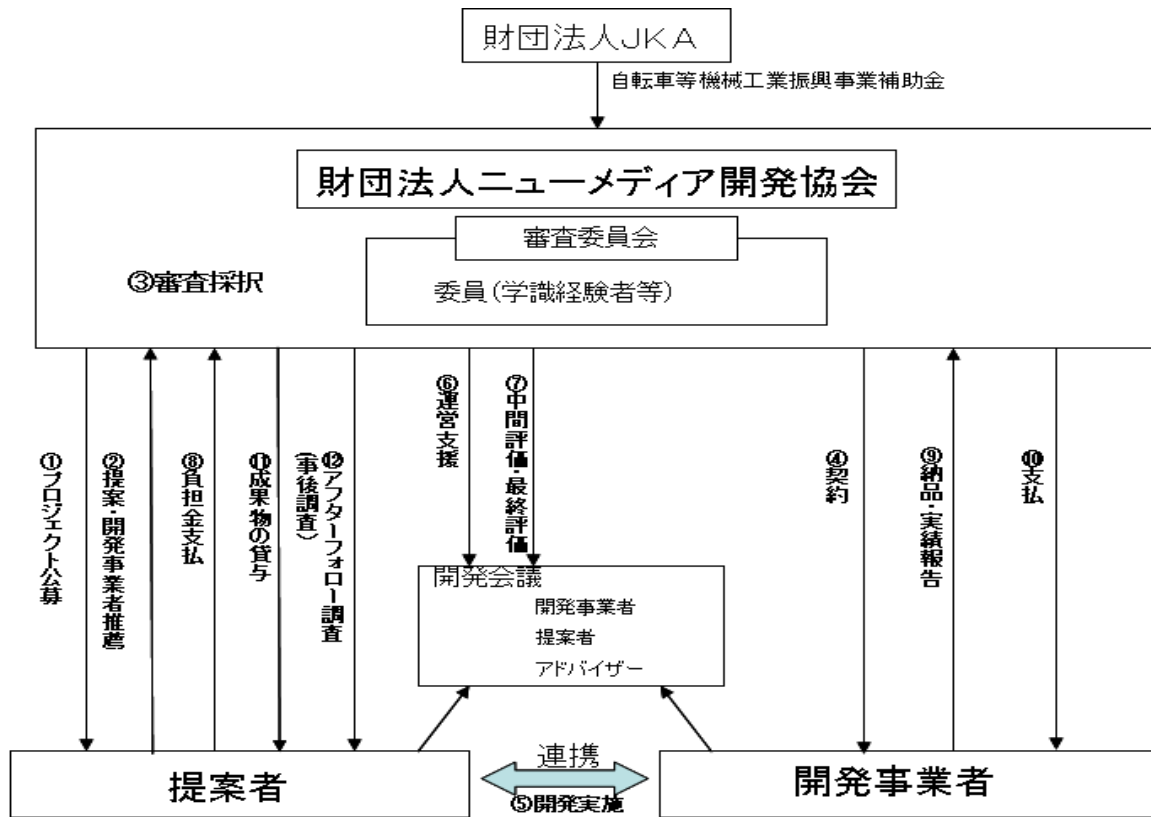 財団法人JKA
自転車等機械工業振興事業補助金
財団法人ニューメディア開発協会
審査委員会
③審査採択
委員(学識経験者等)
①プロジェクト公募
②提案・開発事業者推薦)
⑧負担金支払
⑪成果物の貸与
⑫アフターフォロー調査
(事後調査)
⑥運営支援
⑦中間評価・最終評価
④契約
⑨納品・実績報告
⑩支払
開発会議
開発事業者
提案者
アドバイザー
提案者
連携
⑤開発実施
開発事業者